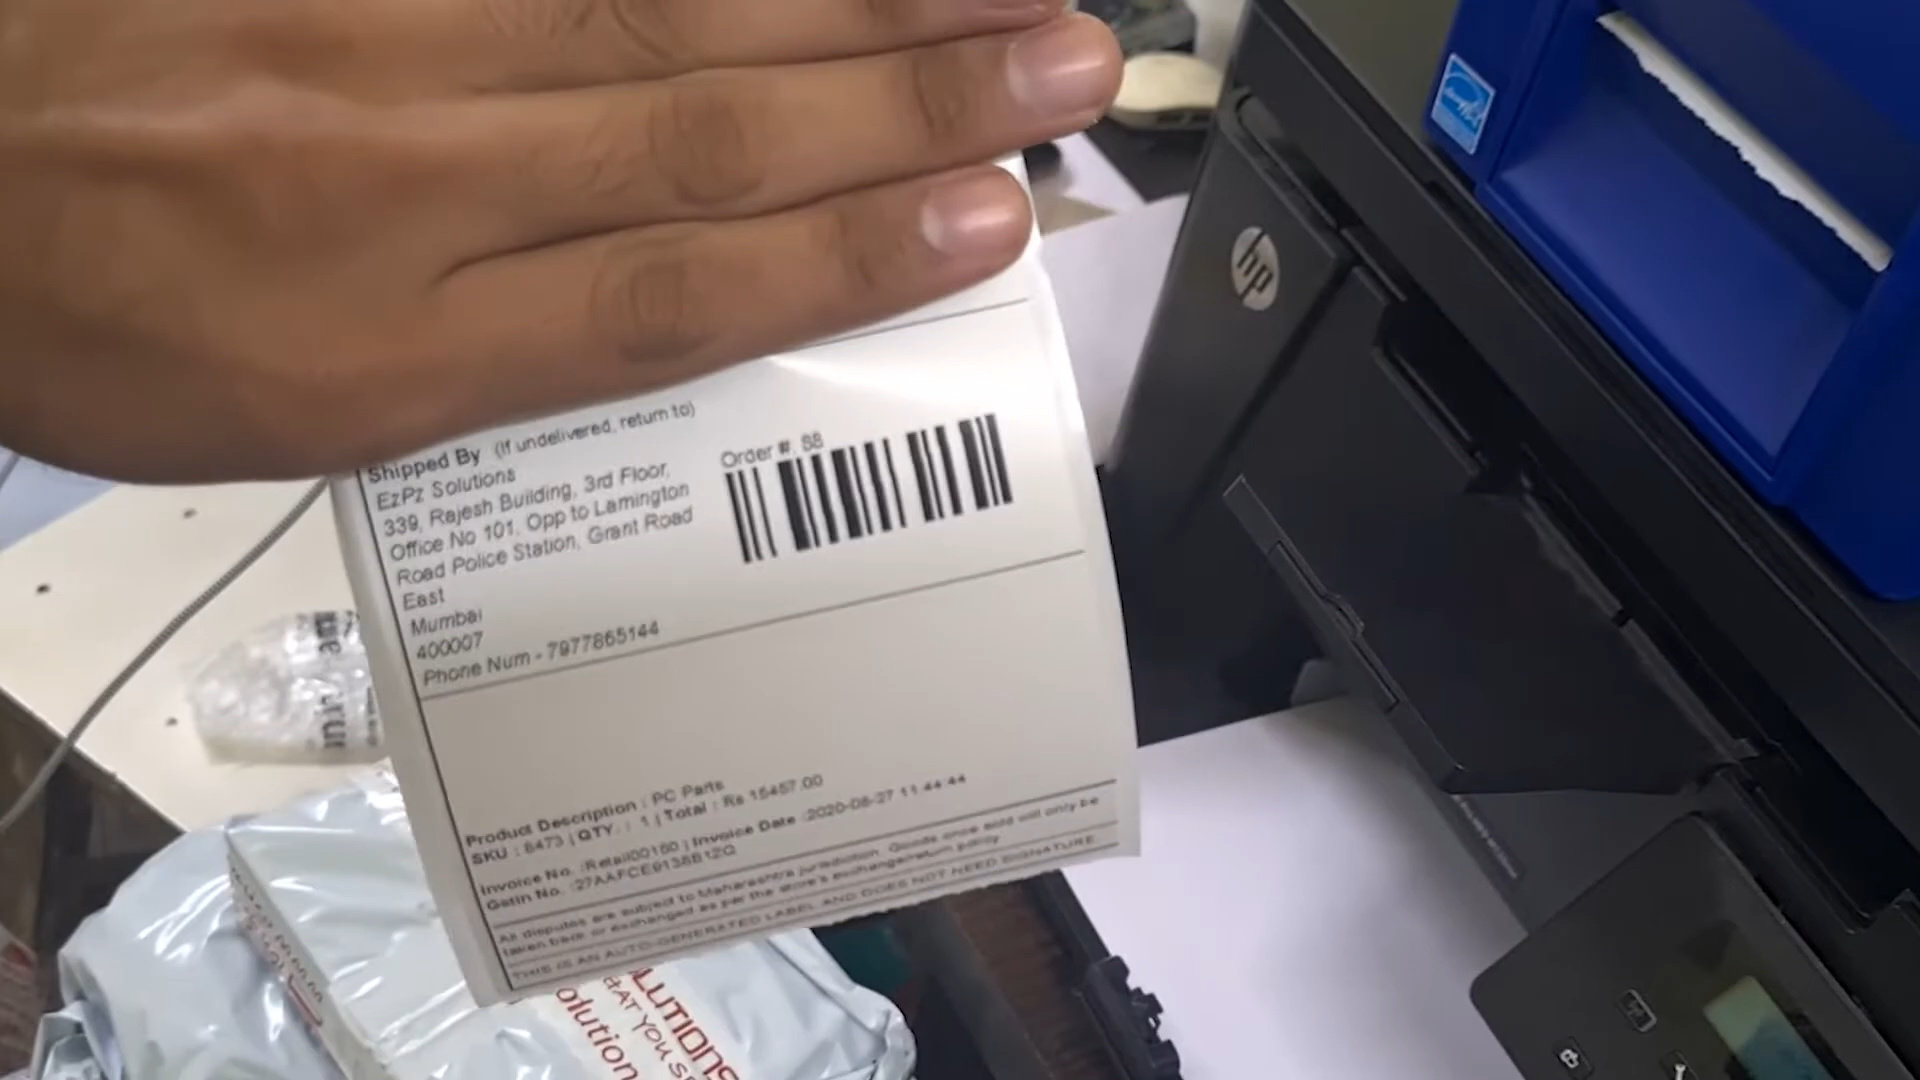 hp
Shipped By (If undelivered, return to)
EzPz Solutions
339, Rajesh Building, 3rd Floor,
Office No 101, Opp to Lamington
Road Police Station, Grant Road
East
Mumbai
400007
Phone Num - 7977865144
Order #. 88
Product Description : PC Parts
SKU : 8473 | QTY. : 1 | Total : Rs 15457.00
Invoice No. :Retail00160 | Invoice Date :2020-08-27 11:44:44
Gstin No. :27AAFCE9138B1ZQ
All disputes are subject to Maharashtra jurisdiction. Goods once sold will only be
taken back or exchanged as per the store's exchange/return policy
THIS IS AN AUTO-GENERATED LABEL AND DOES NOT NEED SIGNATURE
LUTIONS
olution